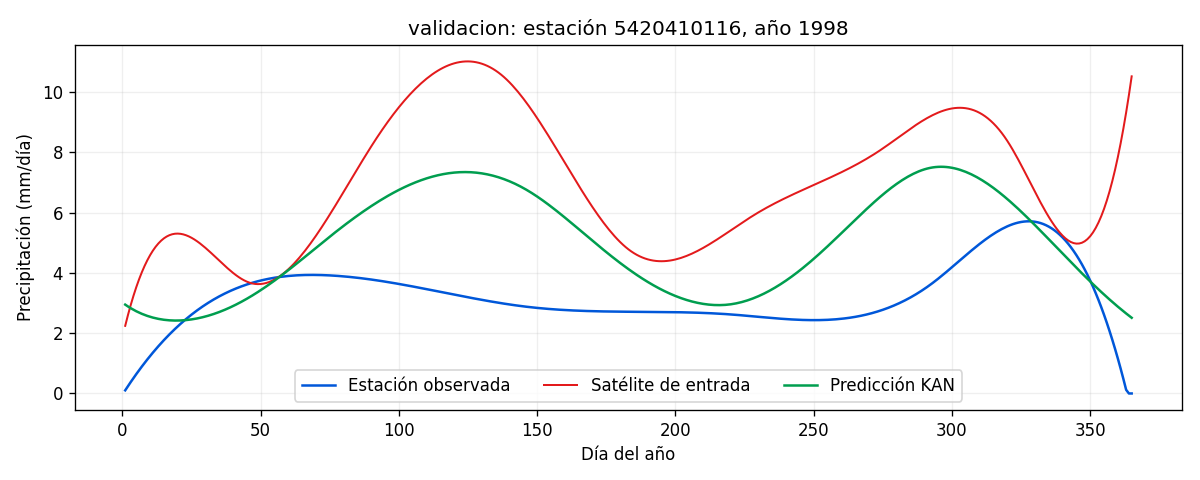 validacion: estación 5420410116, año 1998
Precipitación (mm/día)
10
8
6
4
2
0
Estación observada
Satélite de entrada
Predicción KAN
0 50 100 150 200 250 300 350
Día del año